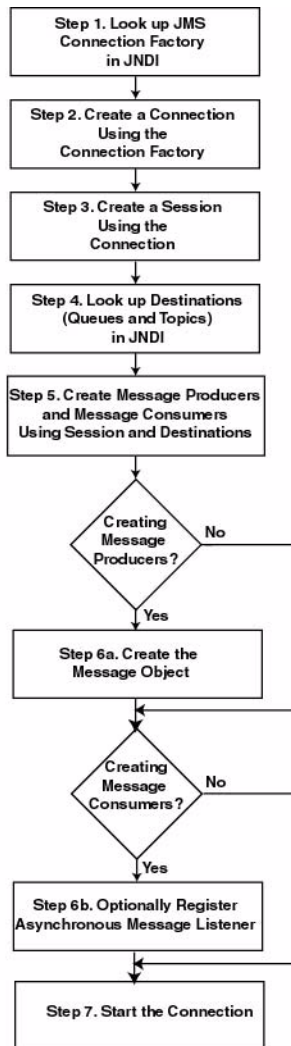 Step 1. Look up JMS
Connection Factory
in JNDI
Step 2. Create a Connection
Using the
Connection Factory
Step 3. Create a Session
Using the
Connection
Step 4. Look up Destinations
(Queues and Topics)
in JNDI
Step 5. Create Message Producers
and Message Consumers
Using Session and Destinations
Creating
Message
Producers?
No
Yes
Step 6a. Create the
Message Object
Creating
Message
Consumers?
No
Yes
Step 6b. Optionally Register
Asynchronous Message Listener
Step 7. Start the Connection